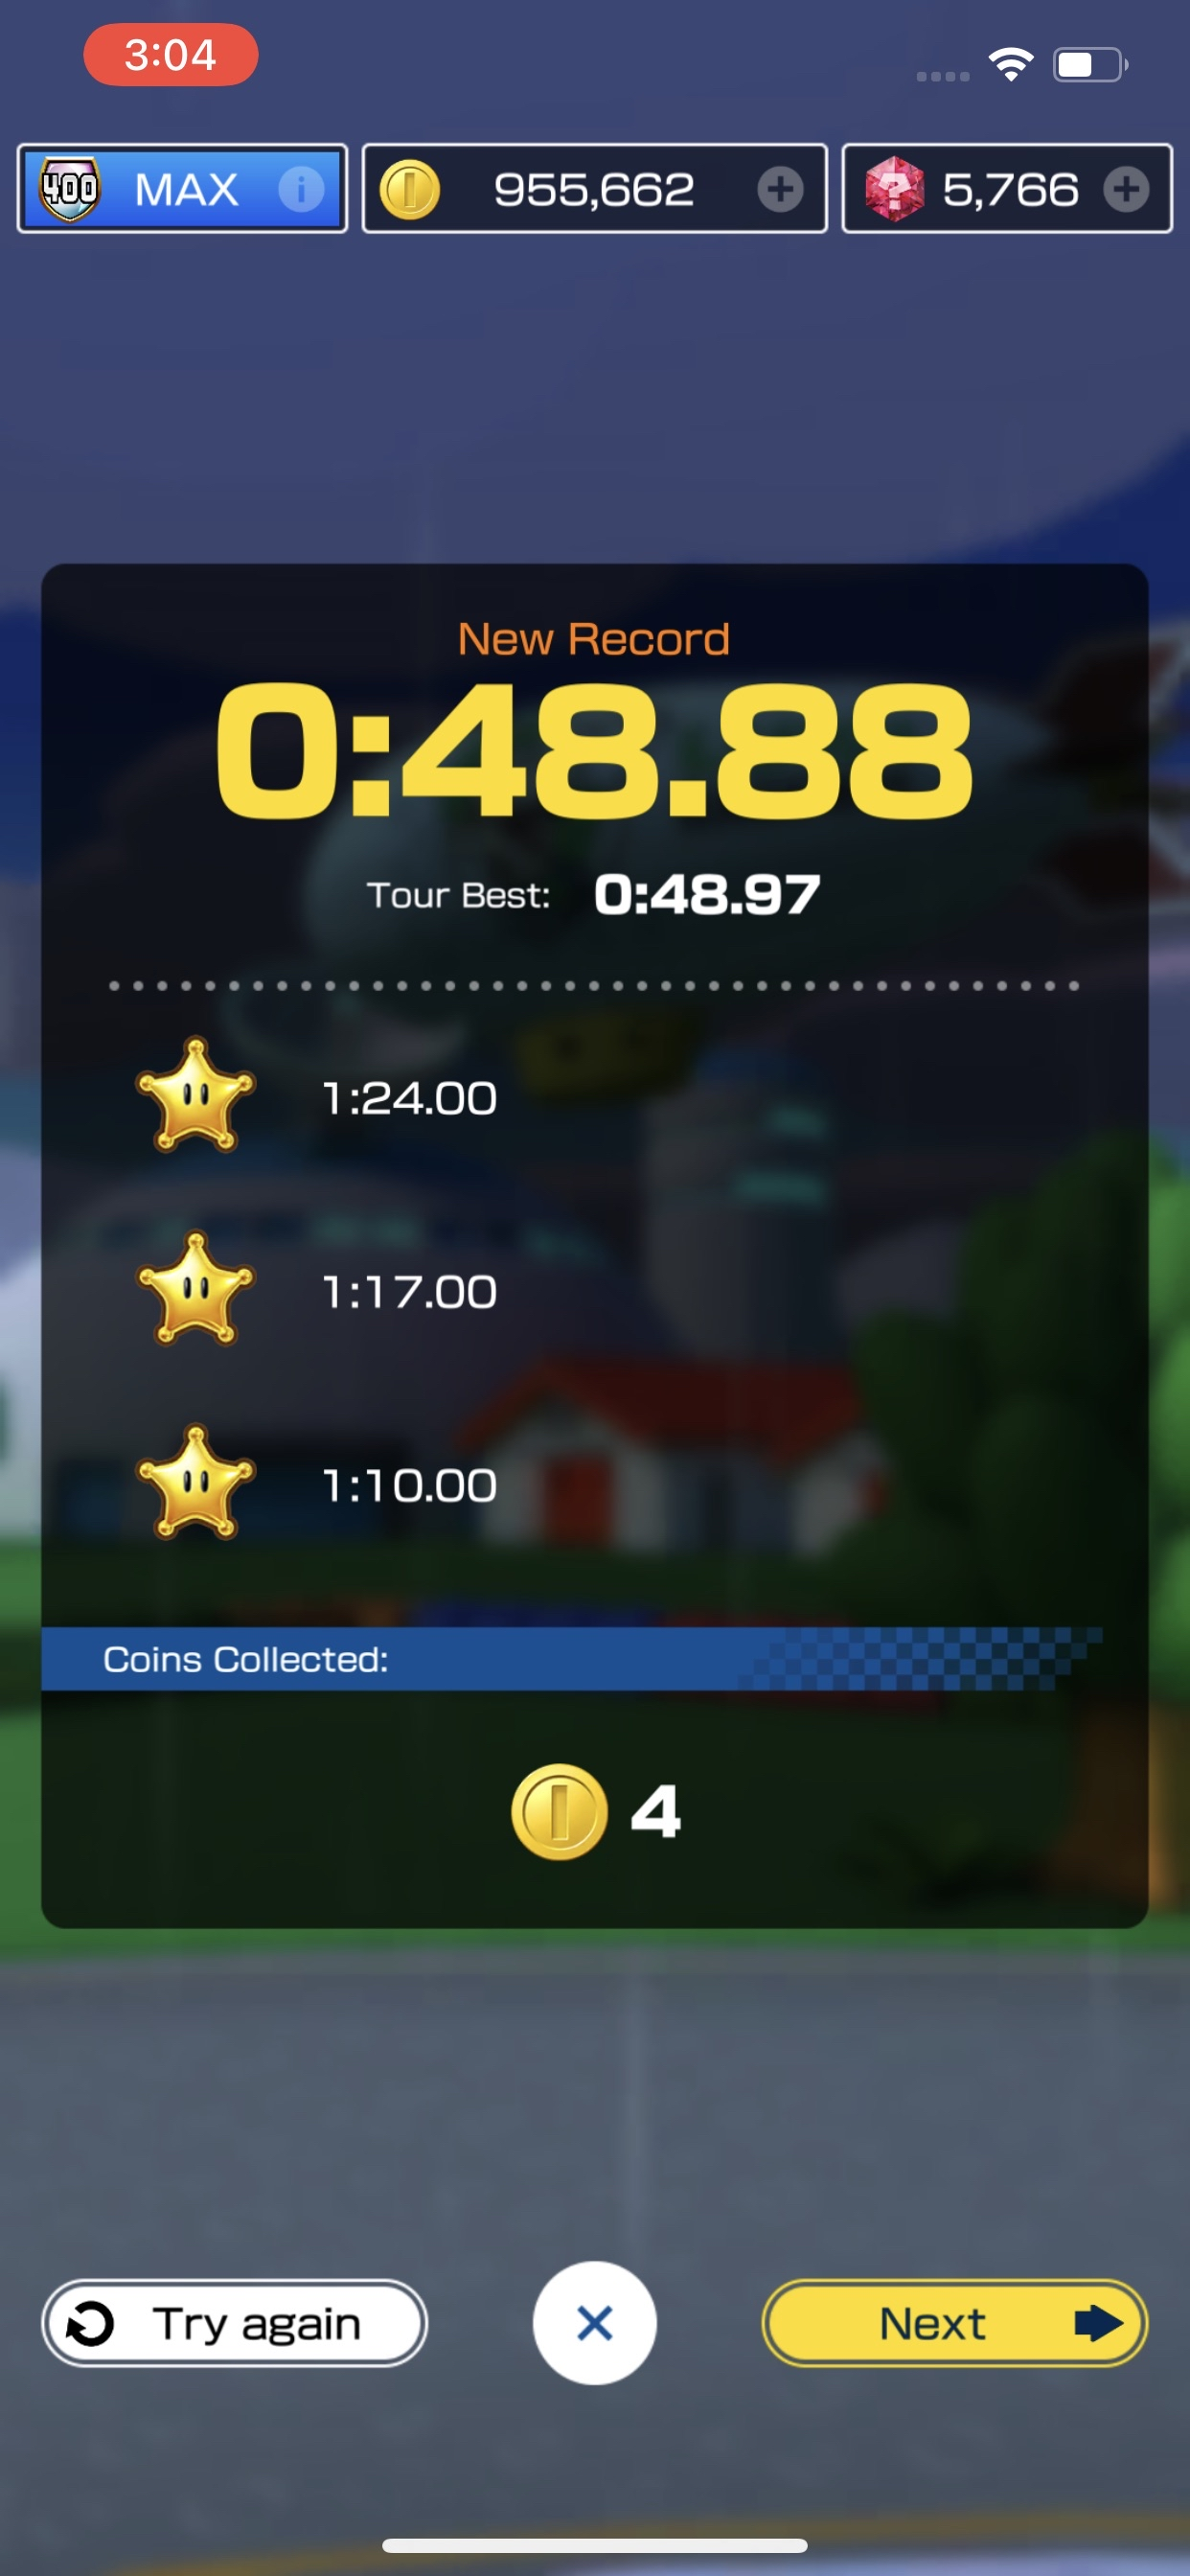 3:04
400 MAX i 955,662 + 5,766 +
New Record
0:48.88
Tour Best: 0:48.97
1:24.00
1:17.00
1:10.00
Coins Collected:
4
Try again × Next